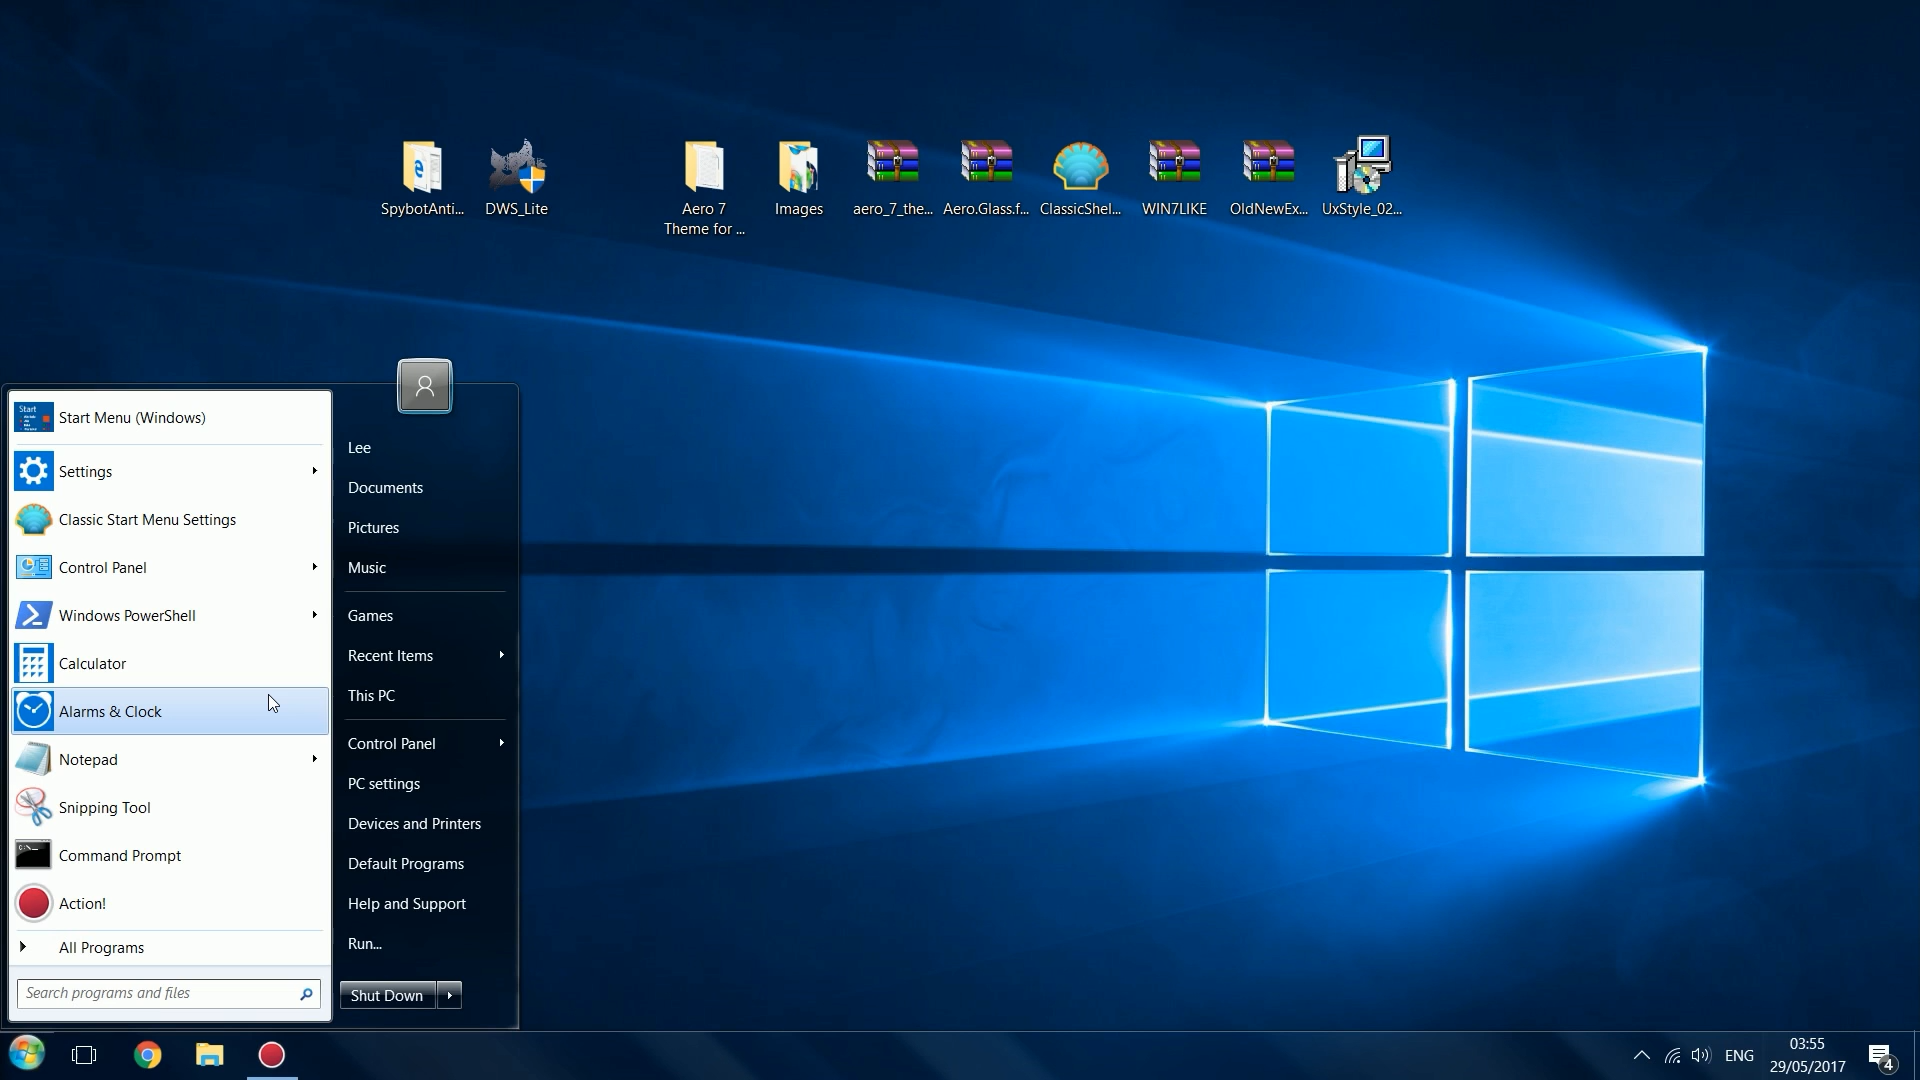 SpybotAnti...
DWS_Lite
Aero 7
Theme for ...
Images
aero_7_the...
Aero.Glass.f...
ClassicShel...
WIN7LIKE
OldNewEx...
UxStyle_02...
Start
Start Menu (Windows)
Settings
Classic Start Menu Settings
Control Panel
Windows PowerShell
Calculator
Alarms & Clock
Notepad
Snipping Tool
Command Prompt
Action!
All Programs
Search programs and files
Lee
Documents
Pictures
Music
Games
Recent Items
This PC
Control Panel
PC settings
Devices and Printers
Default Programs
Help and Support
Run...
Shut Down
ENG
03:55
29/05/2017
4